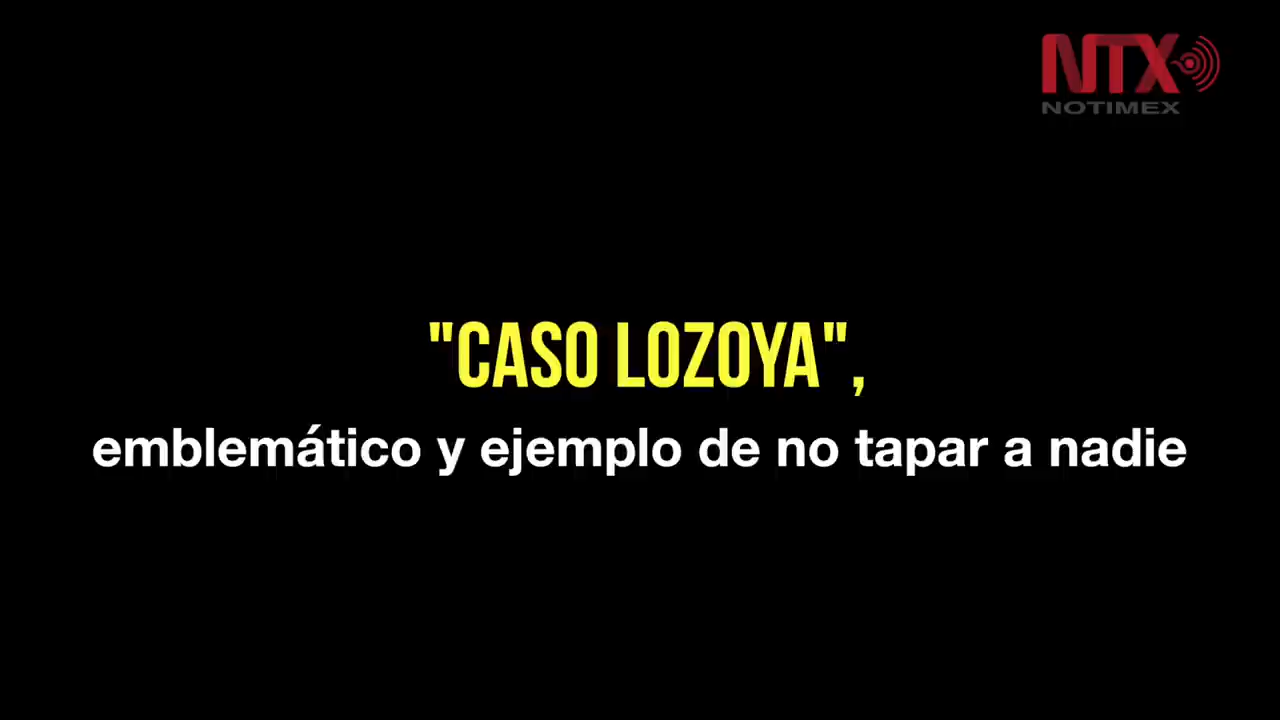 NTX
NOTIMEX
"CASO LOZOYA",
emblemático y ejemplo de no tapar a nadie